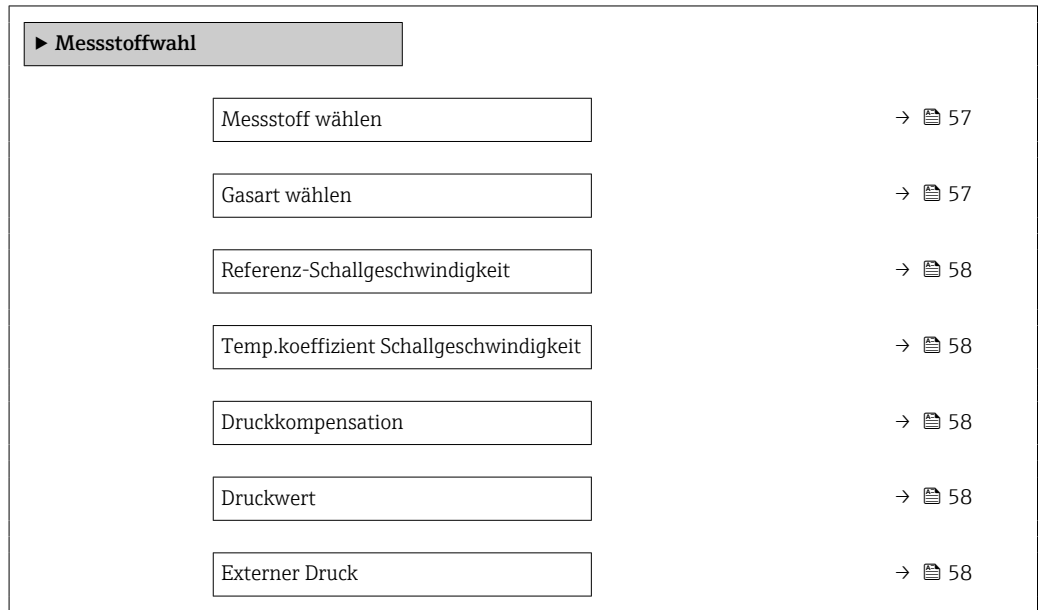 ▶ Messstoffwahl
Messstoff wählen → 57
Gasart wählen → 57
Referenz-Schallgeschwindigkeit → 58
Temp.koeffizient Schallgeschwindigkeit → 58
Druckkompensation → 58
Druckwert → 58
Externer Druck → 58